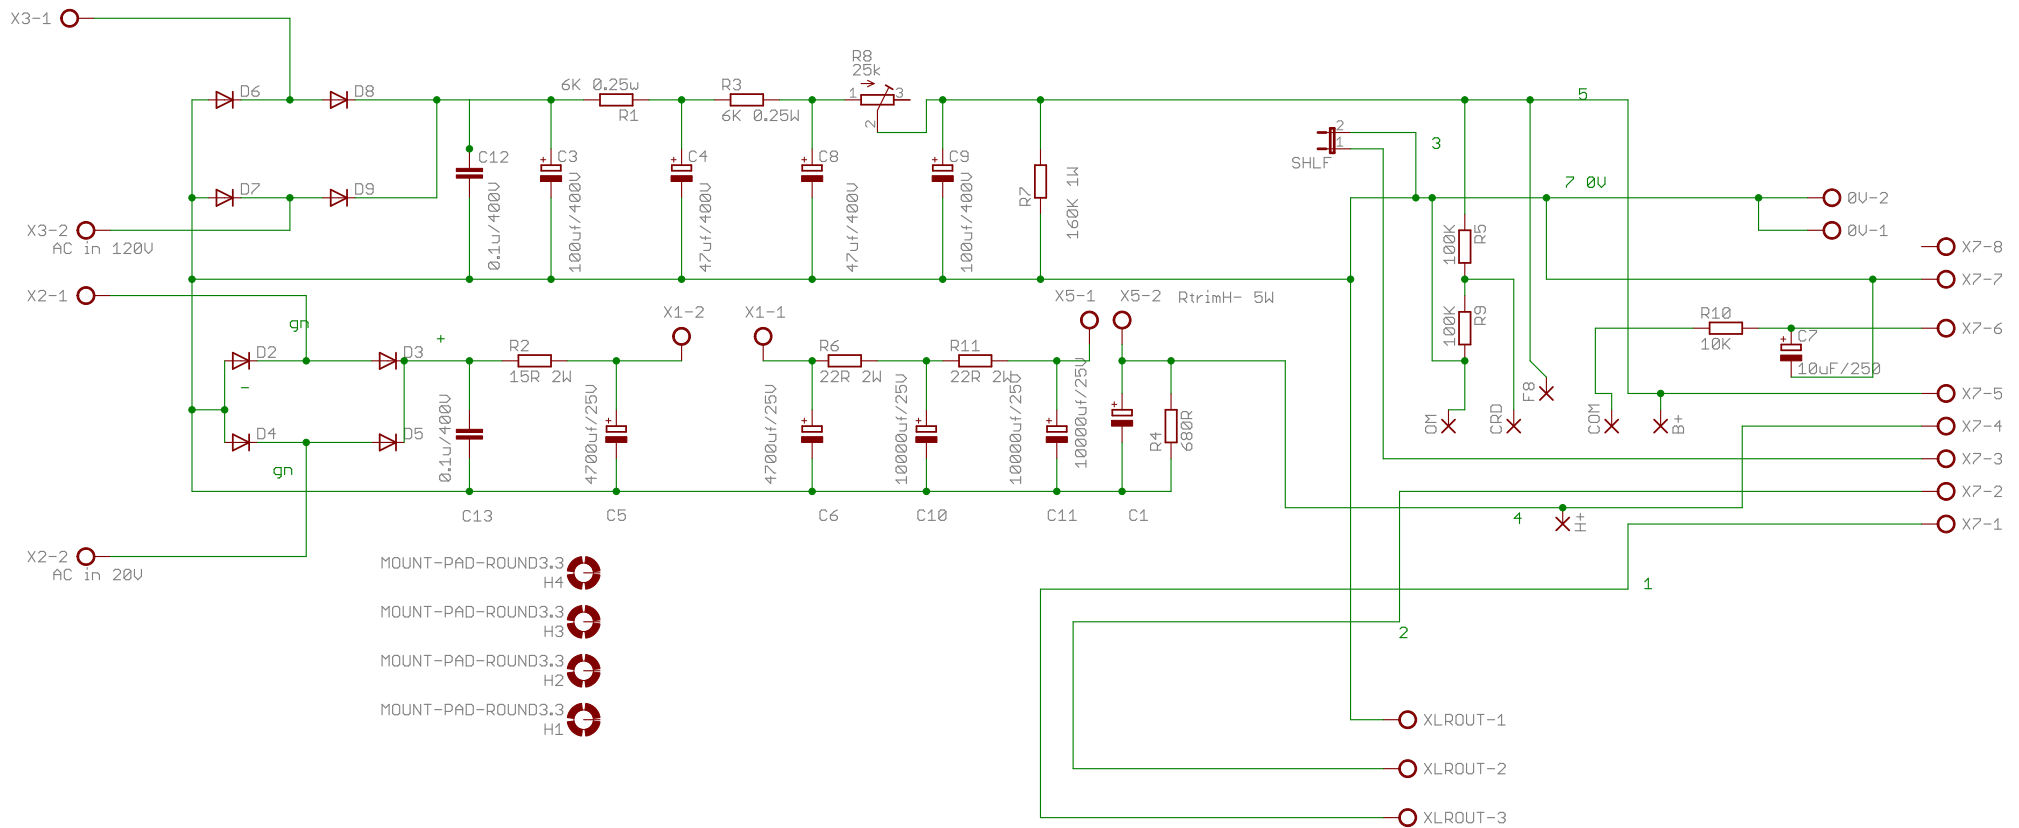 X3-1
R8
25k
D6
D8
6K 0.25w
R1
R3
6K 0.25W
1
3
2
5
C12
C3
C4
C8
C9
2
1
SHLF
3
D7
D9
0.1u/400V
100uf/400V
47uf/400V
47uf/400V
100uf/400V
R7
160K 1W
7 0V
0V-2
0V-1
X3-2
AC in 120V
100K
R5
X7-8
X7-7
X2-1
X1-2
X1-1
X5-1
X5-2
RtrimH- 5W
gn
+
100K
R9
R10
10K
C7
10uF/250
X7-6
D2
D3
R2
15R 2W
R6
22R 2W
R11
22R 2W
-
D4
D5
gn
0.1u/400V
4700uf/25V
4700uf/25V
10000uf/25V
10000uf/25V
10000uf/25V
R4
680R
OM
CRD
F8
COM
B+
X7-5
X7-4
X7-3
X7-2
X7-1
C13
C5
C6
C10
C11
C1
4
H+
X2-2
AC in 20V
MOUNT-PAD-ROUND3.3
H4
MOUNT-PAD-ROUND3.3
H3
MOUNT-PAD-ROUND3.3
H2
MOUNT-PAD-ROUND3.3
H1
1
2
XLROUT-1
XLROUT-2
XLROUT-3